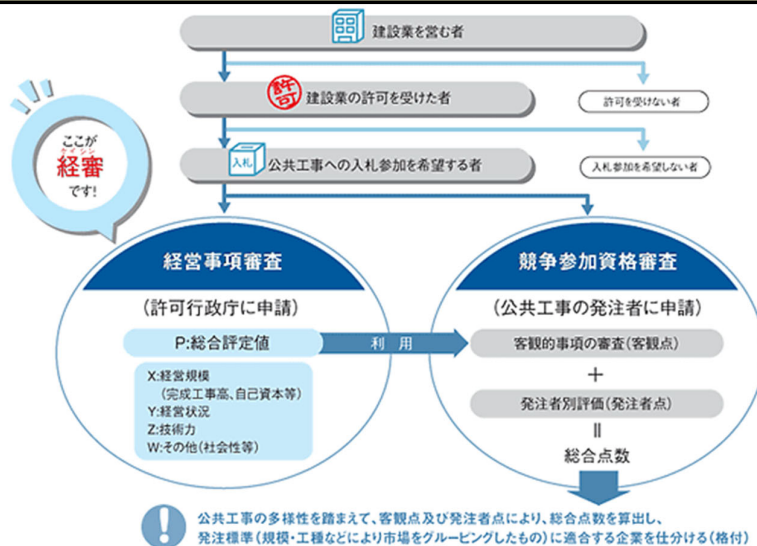 建設業を営む者
許可
建設業の許可を受けた者
許可を受けない者
ここが
ケイシン
経審
です!
入札
公共工事への入札参加を希望する者
入札参加を希望しない者
経営事項審査
(許可行政庁に申請)
P:総合評定値
X:経営規模
(完成工事高、自己資本等)
Y:経営状況
Z:技術力
W:その他(社会性等)
利用
競争参加資格審査
(公共工事の発注者に申請)
客観的事項の審査(客観点)
+
発注者別評価(発注者点)
=
総合点数
!
公共工事の多様性を踏まえて、客観点及び発注者点により、総合点数を算出し、
発注標準(規模・工種などにより市場をグルーピングしたもの)に適合する企業を仕分ける(格付)